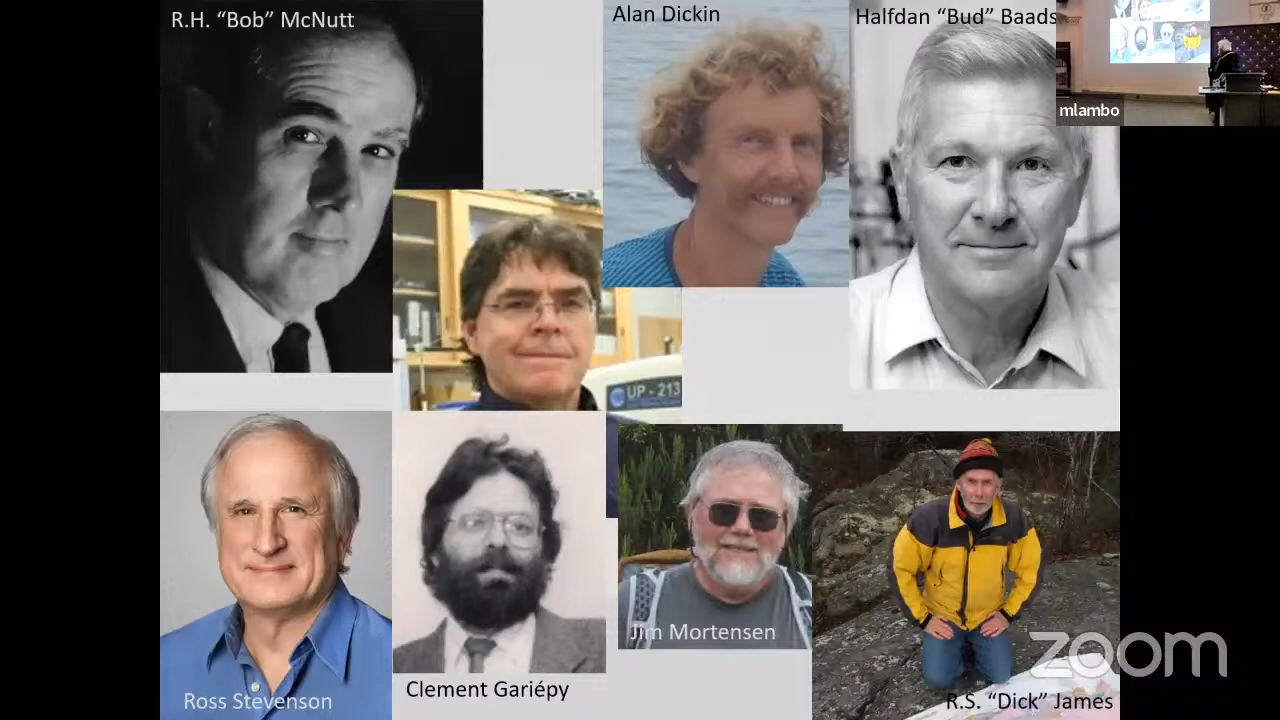 R.H. “Bob” McNutt
Alan Dickin
Halfdan “Bud” Baads
mlambo
UP - 213
Jim Mortensen
Ross Stevenson
Clement Gariépy
R.S. “Dick” James
zoom